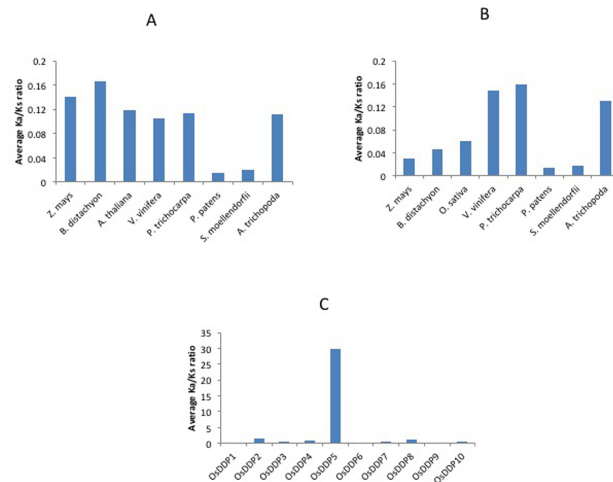 A
Average Ka/Ks ratio
0.2
0.16
0.12
0.08
0.04
0
Z. mays
B. distachyon
A. thaliana
V. vinifera
P. trichocarpa
P. patens
S. moellendorfii
A. trichopoda
B
Average Ka/Ks ratio
0.2
0.16
0.12
0.08
0.04
0
Z. mays
B. distachyon
O. sativa
V. vinifera
P. trichocarpa
P. patens
S. moellendorfii
A. trichopoda
C
Average Ka/Ks ratio
35
30
25
20
15
10
5
0
OsDDP1
OsDDP2
OsDDP3
OsDDP4
OsDDP5
OsDDP6
OsDDP7
OsDDP8
OsDDP9
OsDDP10